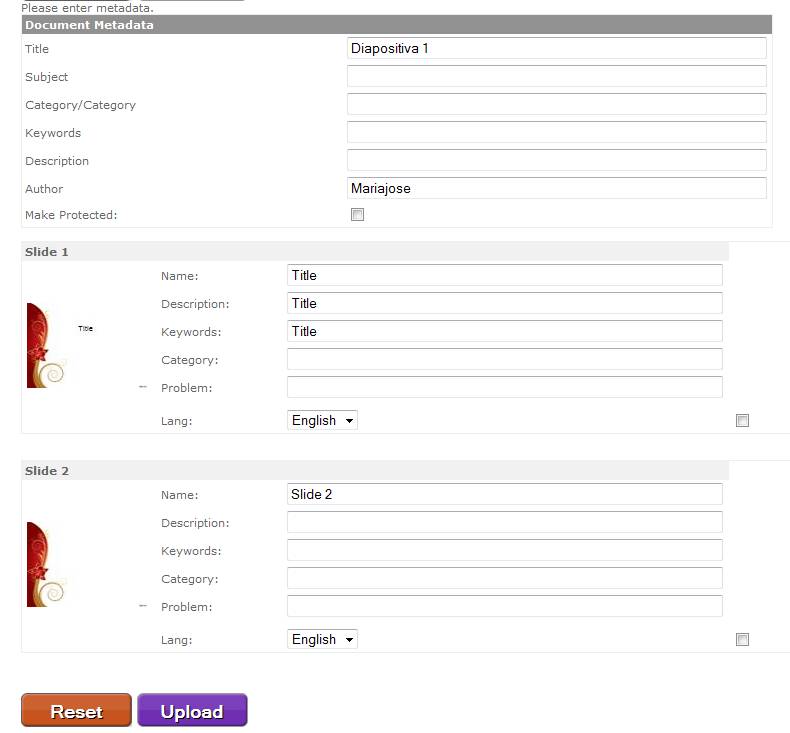 Please enter metadata.
Document Metadata
Title Diapositiva 1
Subject
Category/Category
Keywords
Description
Author Mariajose
Make Protected:
Slide 1
Name: Title
Description: Title
Title
Keywords: Title
Category:
Problem:
Lang: English
Slide 2
Name: Slide 2
Description:
Keywords:
Category:
Problem:
Lang: English
Reset Upload